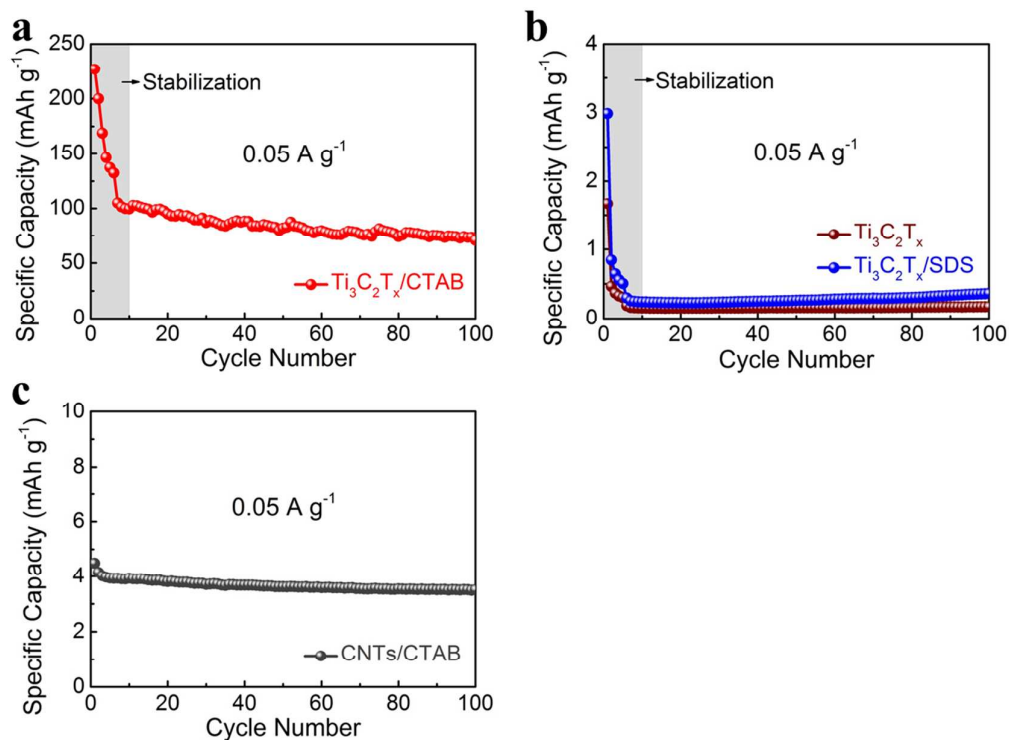 a
Specific Capacity (mAh g⁻¹)
250
200
150
100
50
0
→Stabilization
0.05 A g⁻¹
Ti₃C₂Tₓ/CTAB
0 20 40 60 80 100
Cycle Number
b
Specific Capacity (mAh g⁻¹)
4
3
2
1
0
→Stabilization
0.05 A g⁻¹
Ti₃C₂Tₓ
Ti₃C₂Tₓ/SDS
0 20 40 60 80 100
Cycle Number
c
Specific Capacity (mAh g⁻¹)
10
8
6
4
2
0
0.05 A g⁻¹
CNTs/CTAB
0 20 40 60 80 100
Cycle Number